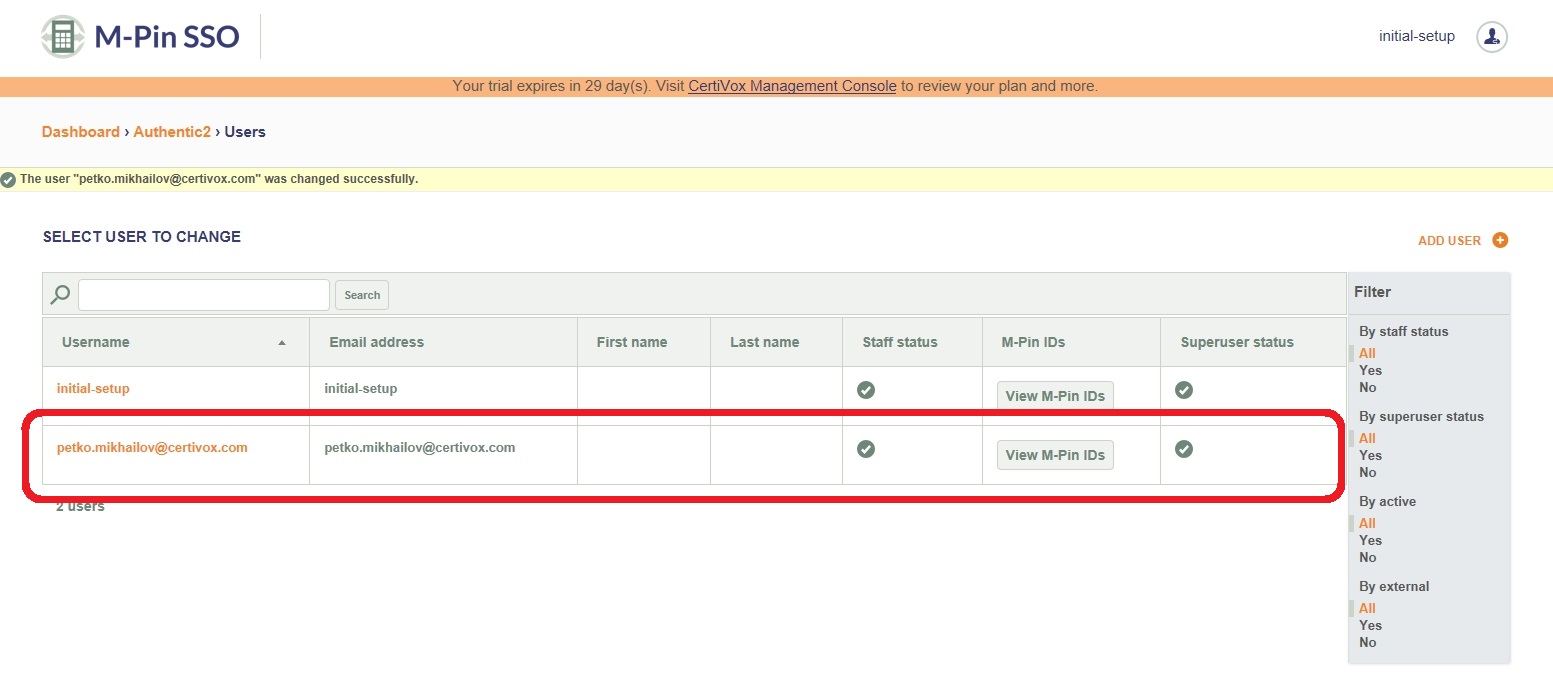 M-Pin SSO
initial-setup
Your trial expires in 29 day(s). Visit CertiVox Management Console to review your plan and more.
Dashboard › Authentic2 › Users
The user "petko.mikhailov@certivox.com" was changed successfully.
SELECT USER TO CHANGE
ADD USER
Search
Username Email address First name Last name Staff status M-Pin IDs Superuser status
initial-setup initial-setup View M-Pin IDs
petko.mikhailov@certivox.com petko.mikhailov@certivox.com View M-Pin IDs
2 users
Filter
By staff status
All
Yes
No
By superuser status
All
Yes
No
By active
All
Yes
No
By external
All
Yes
No